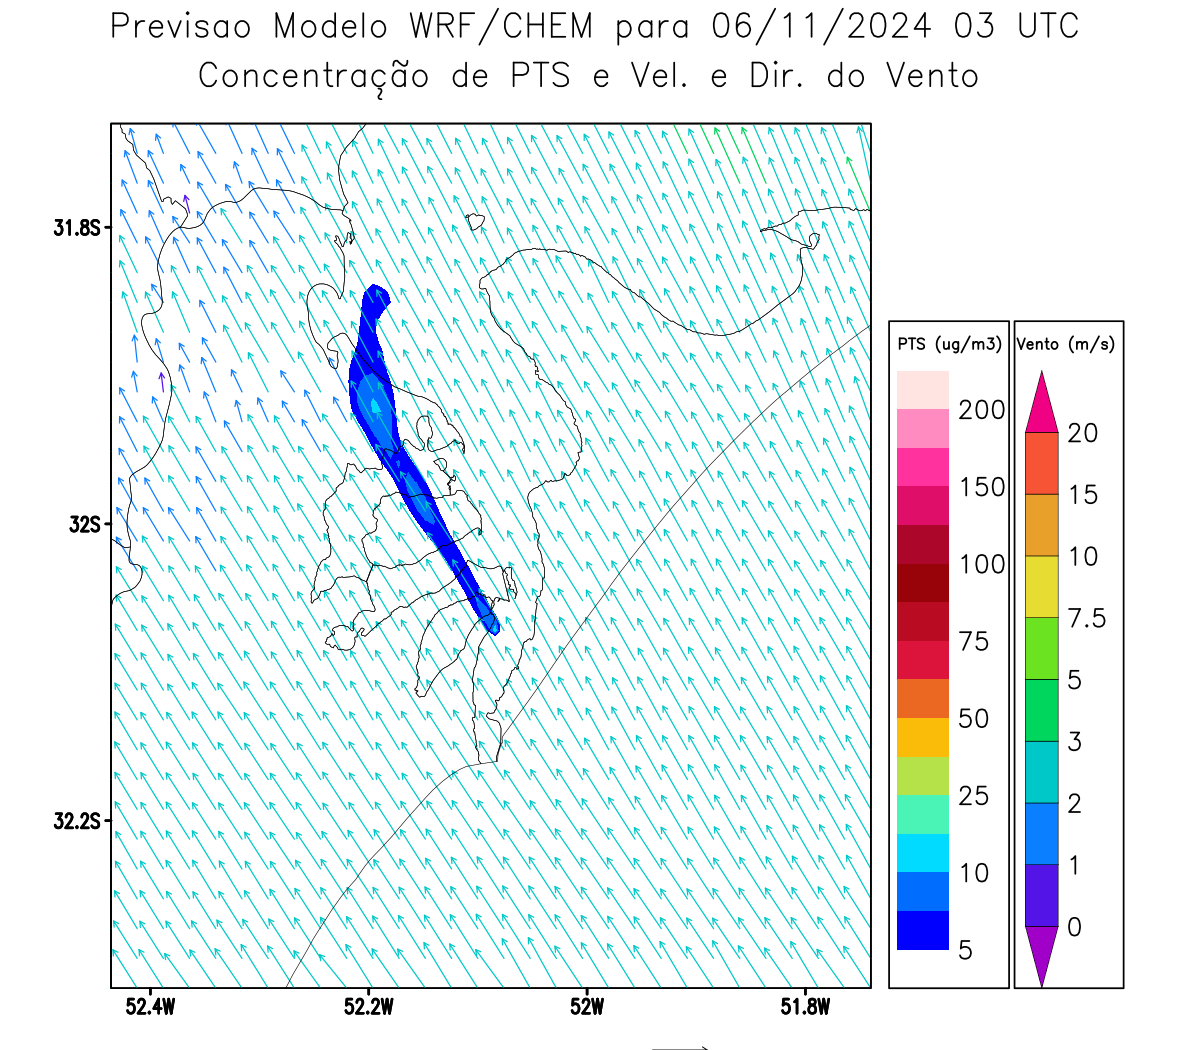 Previsao Modelo WRF/CHEM para 06/11/2024 03 UTC
Concentração de PTS e Vel. e Dir. do Vento
31.8S
32S
32.2S
52.4W
52.2W
52W
51.8W
PTS (ug/m3)
200
150
100
75
50
25
10
5
Vento (m/s)
20
15
10
7.5
5
3
2
1
0